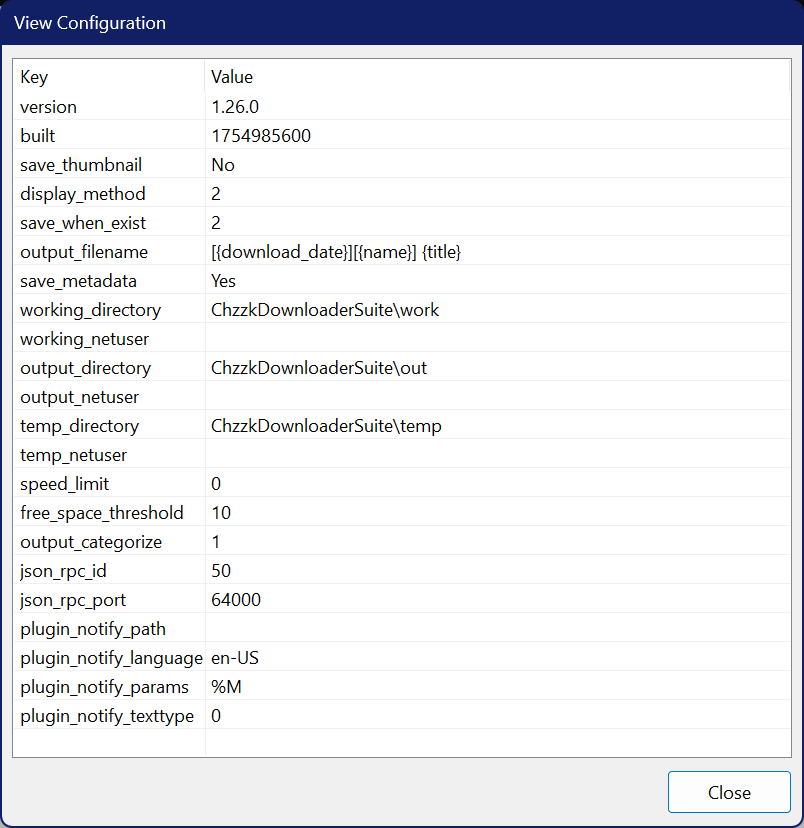 View Configuration
Key Value
version 1.26.0
built 1754985600
save_thumbnail No
display_method 2
save_when_exist 2
output_filename [{download_date}][{name}] {title}
save_metadata Yes
working_directory ChzzkDownloaderSuite\work
working_netuser
output_directory ChzzkDownloaderSuite\out
output_netuser
temp_directory ChzzkDownloaderSuite\temp
temp_netuser
speed_limit 0
free_space_threshold 10
output_categorize 1
json_rpc_id 50
json_rpc_port 64000
plugin_notify_path
plugin_notify_language en-US
plugin_notify_params %M
plugin_notify_texttype 0
Close